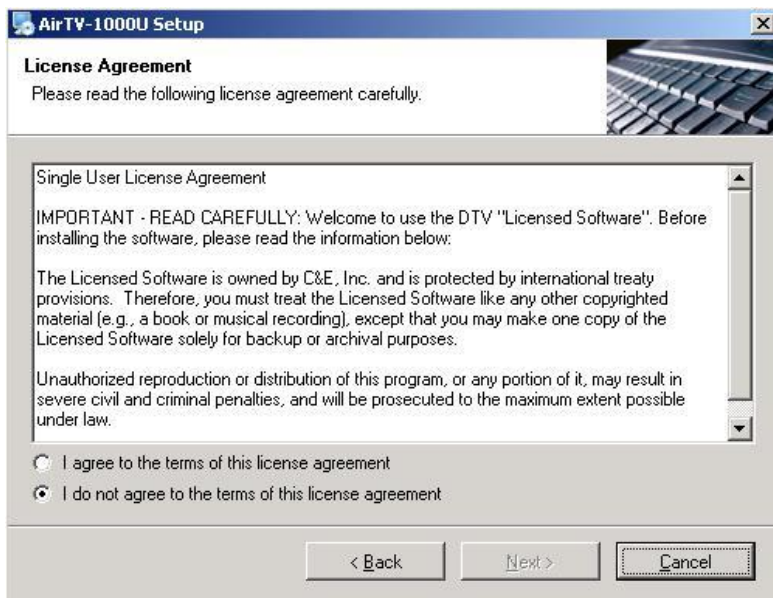 AirTV-1000U Setup
License Agreement
Please read the following license agreement carefully.
Single User License Agreement
IMPORTANT - READ CAREFULLY: Welcome to use the DTV "Licensed Software". Before
installing the software, please read the information below:
The Licensed Software is owned by C&E, Inc. and is protected by international treaty
provisions.  Therefore, you must treat the Licensed Software like any other copyrighted
material (e.g., a book or musical recording), except that you may make one copy of the
Licensed Software solely for backup or archival purposes.
Unauthorized reproduction or distribution of this program, or any portion of it, may result in
severe civil and criminal penalties, and will be prosecuted to the maximum extent possible
under law.
I agree to the terms of this license agreement
I do not agree to the terms of this license agreement
< Back
Next >
Cancel